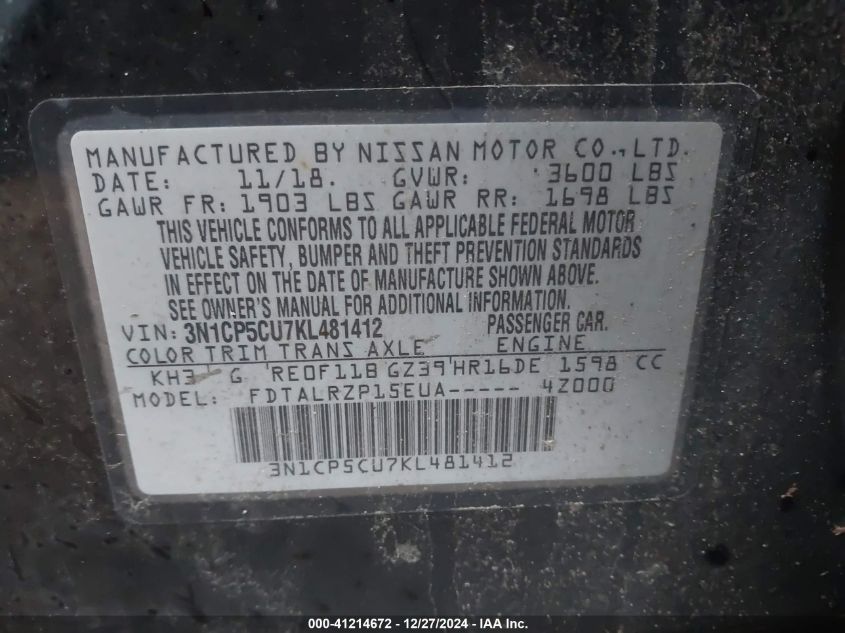 MANUFACTURED BY NISSAN MOTOR CO., LTD.
DATE: 11/18. GVWR: 3600 LBS
GAWR FR: 1903 LBS GAWR RR: 1698 LBS
THIS VEHICLE CONFORMS TO ALL APPLICABLE FEDERAL MOTOR
VEHICLE SAFETY, BUMPER AND THEFT PREVENTION STANDARDS
IN EFFECT ON THE DATE OF MANUFACTURE SHOWN ABOVE.
SEE OWNER'S MANUAL FOR ADDITIONAL INFORMATION.
VIN: 3N1CP5CU7KL481412 PASSENGER CAR.
COLOR TRIM TRANS AXLE ENGINE
KH3 G RE0F11B GZ39 HR16DE 1598 CC
MODEL: FDTALRZP15EUA----- 4Z000
3N1CP5CU7KL481412
000-41214672 - 12/27/2024 - IAA Inc.